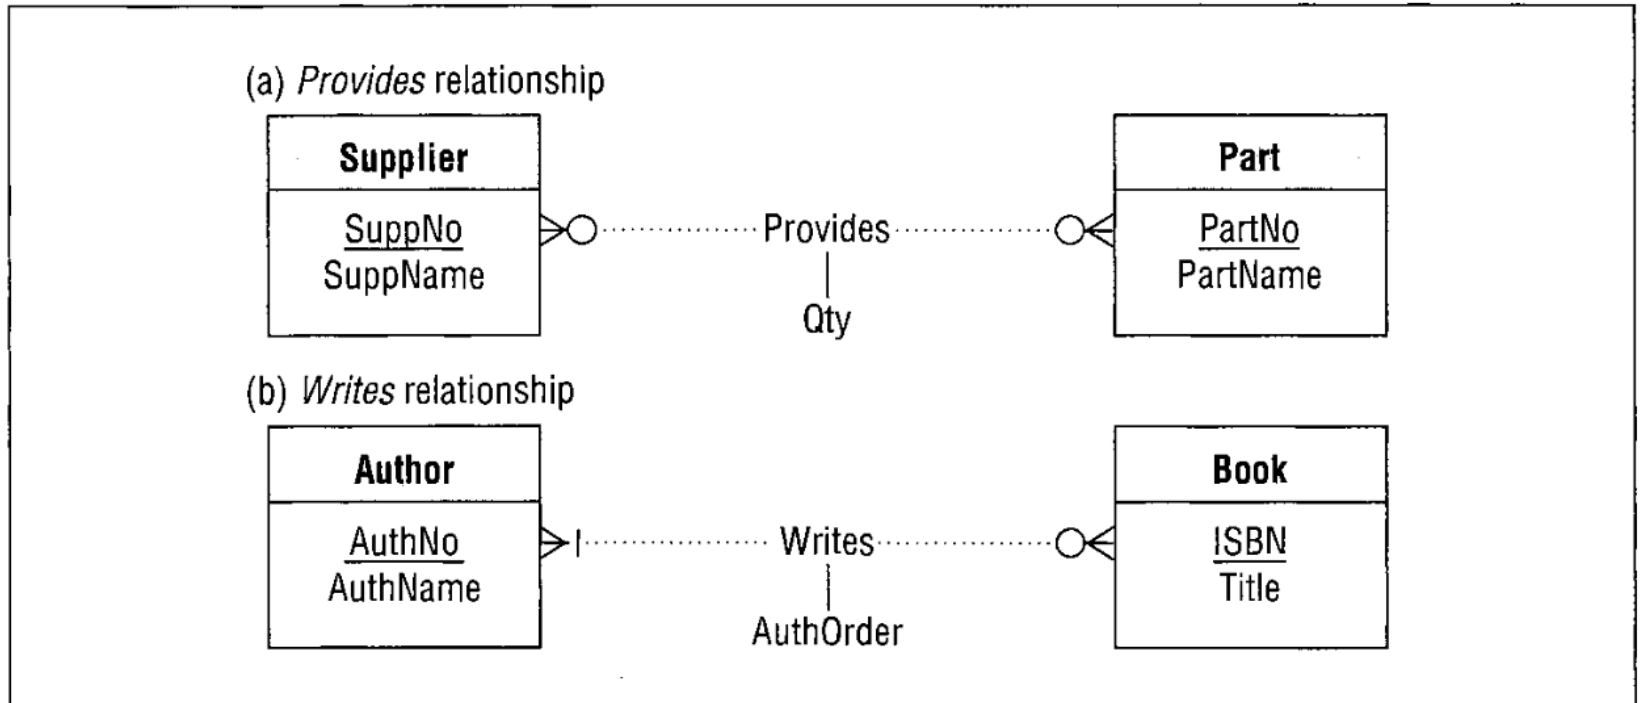 (a) Provides relationship
Supplier
SuppNo
SuppName
Provides
Qty
Part
PartNo
PartName
(b) Writes relationship
Author
AuthNo
AuthName
Writes
AuthOrder
Book
ISBN
Title